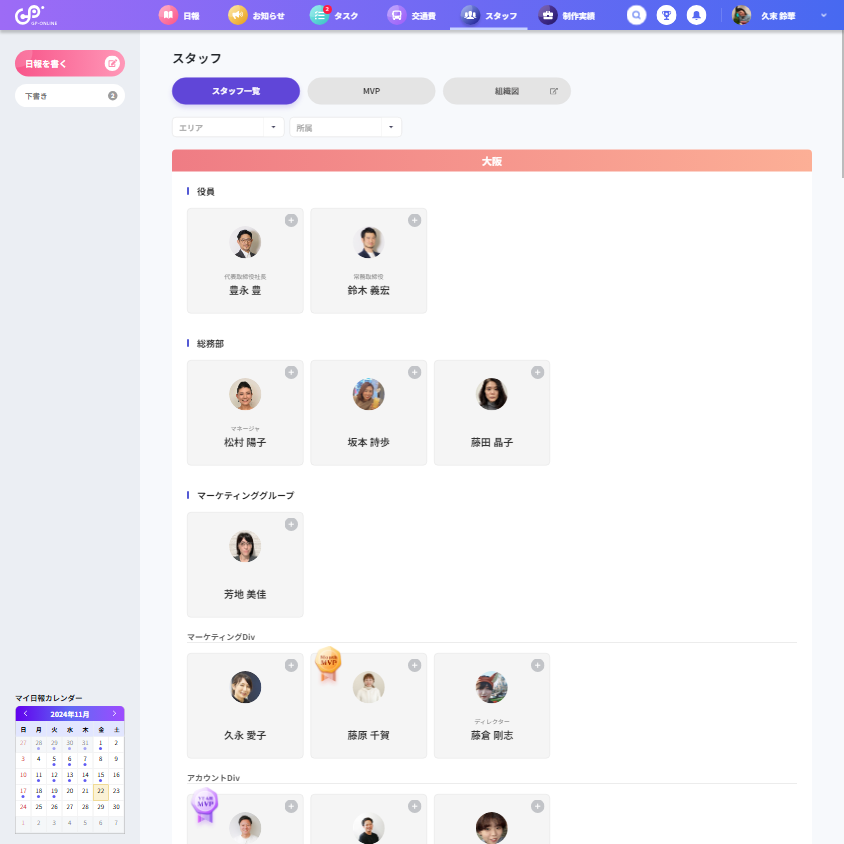 GP-ONLINE
日報
お知らせ
3
タスク
交通費
スタッフ
制作実績
久末 鈴華
日報を書く
下書き
2
スタッフ
スタッフ一覧
MVP
組織図
エリア
所属
大阪
役員
代表取締役社長
豊永 豊
常務取締役
鈴木 義宏
総務部
マネージャ
松村 陽子
坂本 詩歩
藤田 晶子
マーケティンググループ
芳地 美佳
マーケティングDiv
MVP
久永 愛子
藤原 千賀
ディレクター
藤倉 剛志
アカウントDiv
MVP
マイ日報カレンダー
2024年11月
日 月 火 水 木 金 土
27 28 29 30 31 1 2
3 4 5 6 7 8 9
10 11 12 13 14 15 16
17 18 19 20 21 22 23
24 25 26 27 28 29 30
1 2 3 4 5 6 7